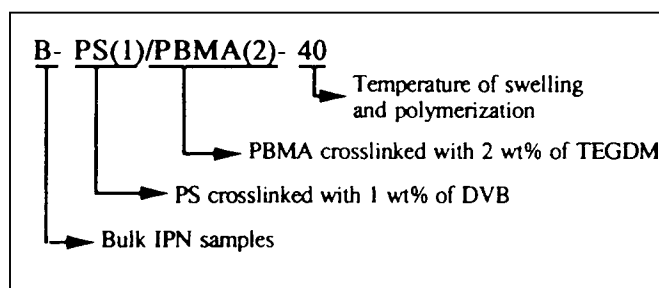 B- PS(1)/PBMA(2)- 40
Temperature of swelling
and polymerization
PBMA crosslinked with 2 wt% of TEGDM
PS crosslinked with 1 wt% of DVB
Bulk IPN samples